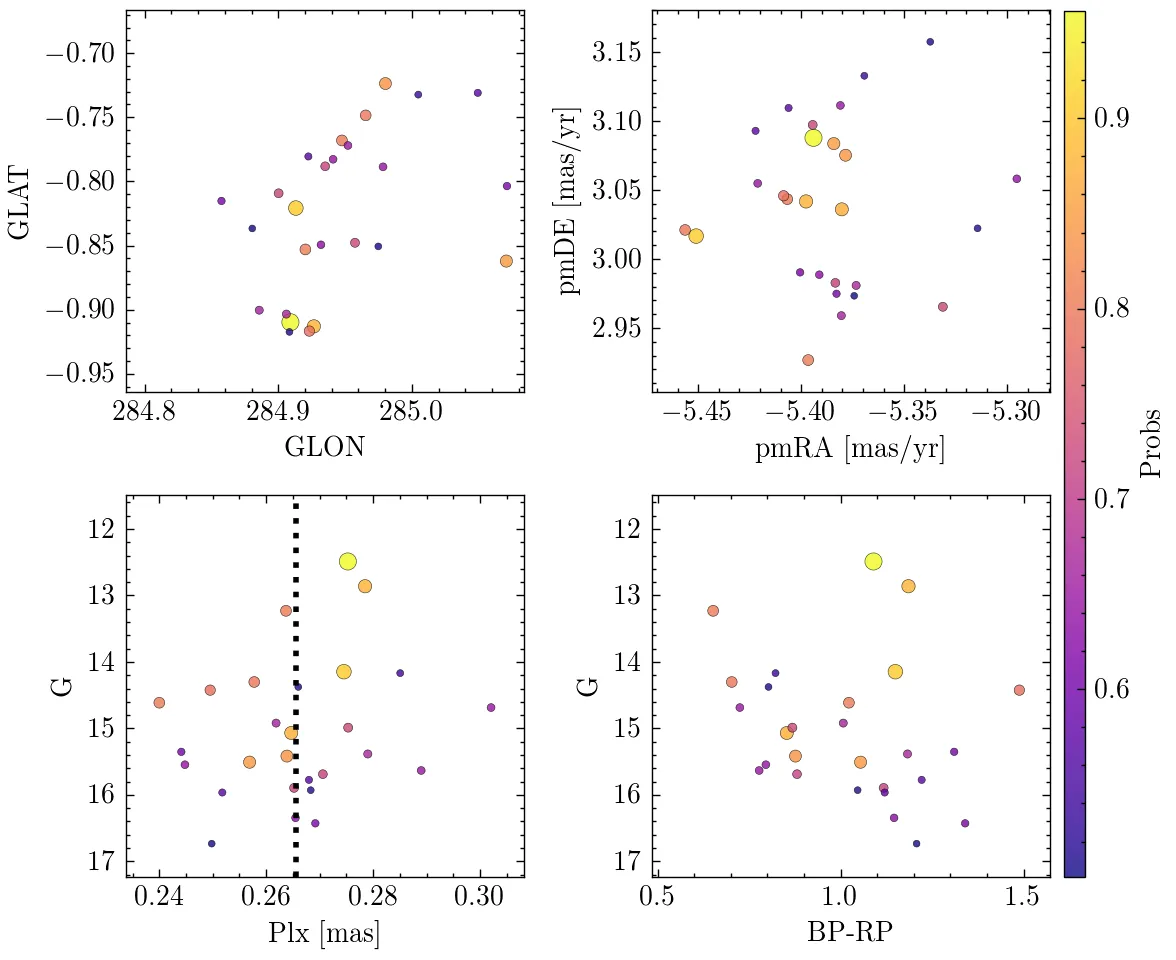 −0.70
−0.75
−0.80
−0.85
−0.90
−0.95
GLAT
284.8 284.9 285.0
GLON
3.15
3.10
3.05
3.00
2.95
pmDE [mas/yr]
−5.45 −5.40 −5.35 −5.30
pmRA [mas/yr]
12
13
14
15
16
17
G
0.24 0.26 0.28 0.30
Plx [mas]
12
13
14
15
16
17
G
0.5 1.0 1.5
BP-RP
0.9
0.8
0.7
0.6
Probs